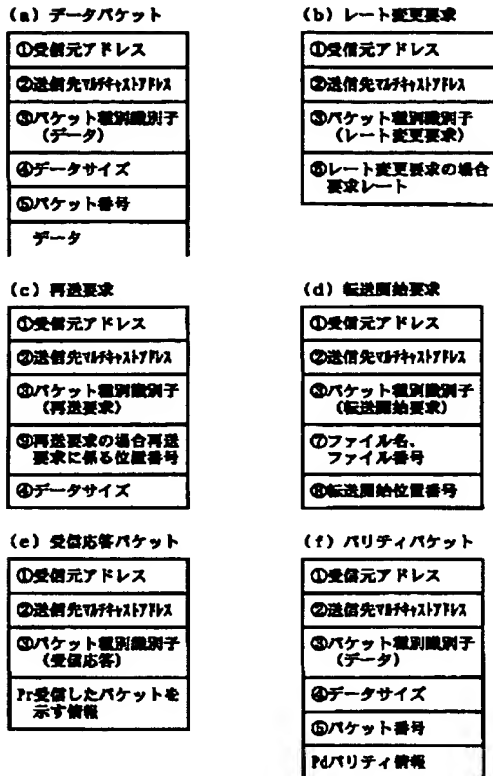 (a) データパケット
①受信元アドレス
②送信先マルチキャストアドレス
③パケット種別識別子
(データ)
④データサイズ
⑤パケット番号
データ
(b) レート変更要求
①受信元アドレス
②送信先マルチキャストアドレス
③パケット種別識別子
(レート変更要求)
⑥レート変更要求の場合
要求レート
(c) 再送要求
①受信元アドレス
②送信先マルチキャストアドレス
③パケット種別識別子
(再送要求)
⑨再送要求の場合再送
要求に係る位置番号
④データサイズ
(d) 転送開始要求
①受信元アドレス
②送信先マルチキャストアドレス
③パケット種別識別子
(転送開始要求)
⑦ファイル名、
ファイル番号
⑧転送開始位置番号
(e) 受信応答パケット
①受信元アドレス
②送信先マルチキャストアドレス
③パケット種別識別子
(受信応答)
Pr受信したパケットを
示す情報
(f) パリティパケット
①受信元アドレス
②送信先マルチキャストアドレス
③パケット種別識別子
(データ)
④データサイズ
⑤パケット番号
Pdパリティ情報